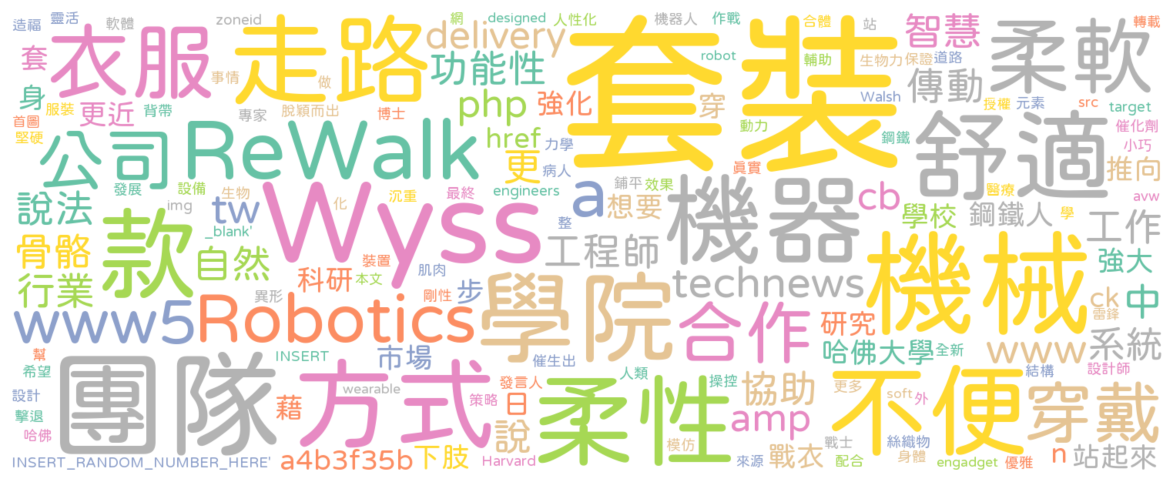 造福 靈活 軟體 zoneid 網 designed 人性化 機器人 作戰 合體 站 轉載
套 衣服 走路 delivery 套裝 智慧 柔軟
事情 做 功能性 robot 輔助 生物力 保證 道路
身 服裝 更近 背帶 專家 脫穎而出 博士 php 強化 穿 Walsh 傳動 授權 元素 src target
首圖 堅硬 公司 ReWalk href 力學 動力 鋼鐵 舒適 催化劑 小巧
更 病人 鋪平 效果 真實 推向
發展 設備 生物 沉重 最終 engineers 醫療 avw
說法 img tw 化 Wyss a 想要 機器 cb 學校 鋼鐵人 學 工作
_blank' 款 整
骨骼 自然 裝置 肌肉 工程師 機械 強大
行業 科研 本文 剛性 步 technews ck 中
異形 雷鋒
www 5 Robotics 學院 合作 研究 www 系統
幫 INSERT 市場 催生出 哈佛大學 全新
希望 人類 操控 結構 設計師
設計 團隊 方式 wearable 發言人 策略 柔性 協助 更多 不便 soft 外 穿戴
擊退 藉 日 amp
哈佛 說 模仿 戰士 絲織物
INSERT_RANDOM_NUMBER_HERE' a4b3f35b 下肢 Harvard 來源 戰衣 配合 身體 engadget 優雅 n 站起來